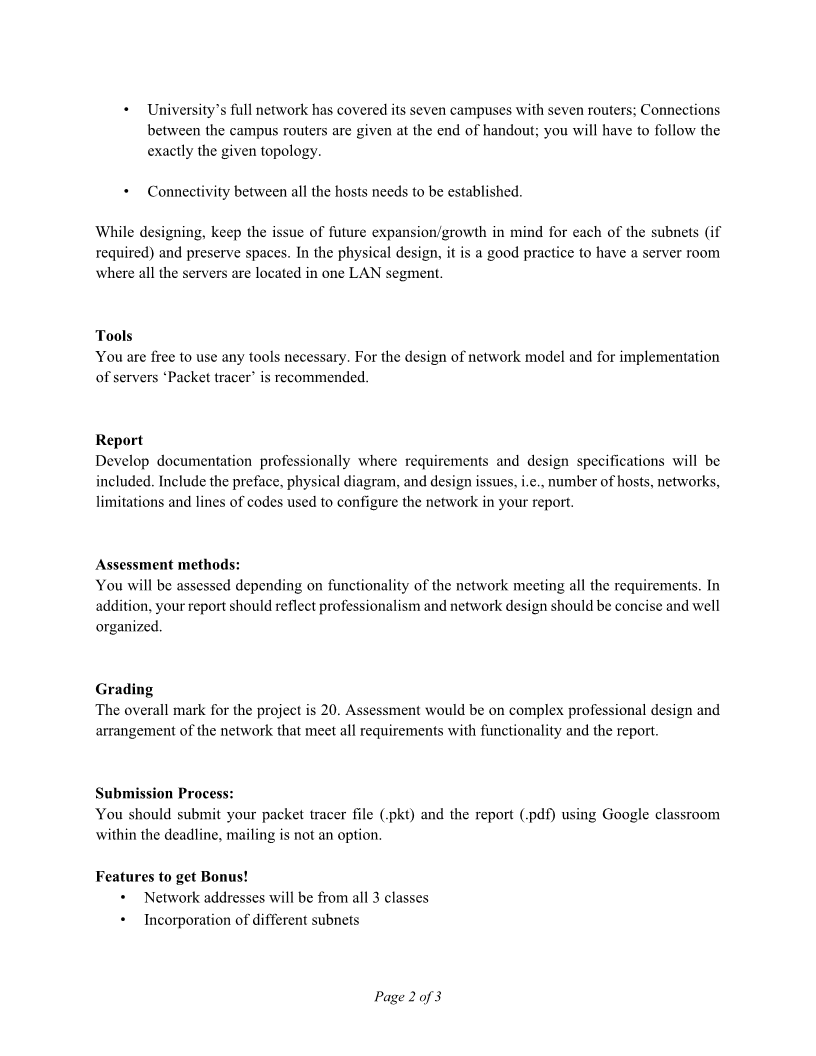 • University’s full network has covered its seven campuses with seven routers; Connections
between the campus routers are given at the end of handout; you will have to follow the
exactly the given topology.
• Connectivity between all the hosts needs to be established.
While designing, keep the issue of future expansion/growth in mind for each of the subnets (if
required) and preserve spaces. In the physical design, it is a good practice to have a server room
where all the servers are located in one LAN segment.
Tools
You are free to use any tools necessary. For the design of network model and for implementation
of servers ‘Packet tracer’ is recommended.
Report
Develop documentation professionally where requirements and design specifications will be
included. Include the preface, physical diagram, and design issues, i.e., number of hosts, networks,
limitations and lines of codes used to configure the network in your report.
Assessment methods:
You will be assessed depending on functionality of the network meeting all the requirements. In
addition, your report should reflect professionalism and network design should be concise and well
organized.
Grading
The overall mark for the project is 20. Assessment would be on complex professional design and
arrangement of the network that meet all requirements with functionality and the report.
Submission Process:
You should submit your packet tracer file (.pkt) and the report (.pdf) using Google classroom
within the deadline, mailing is not an option.
Features to get Bonus!
• Network addresses will be from all 3 classes
• Incorporation of different subnets
Page 2 of 3